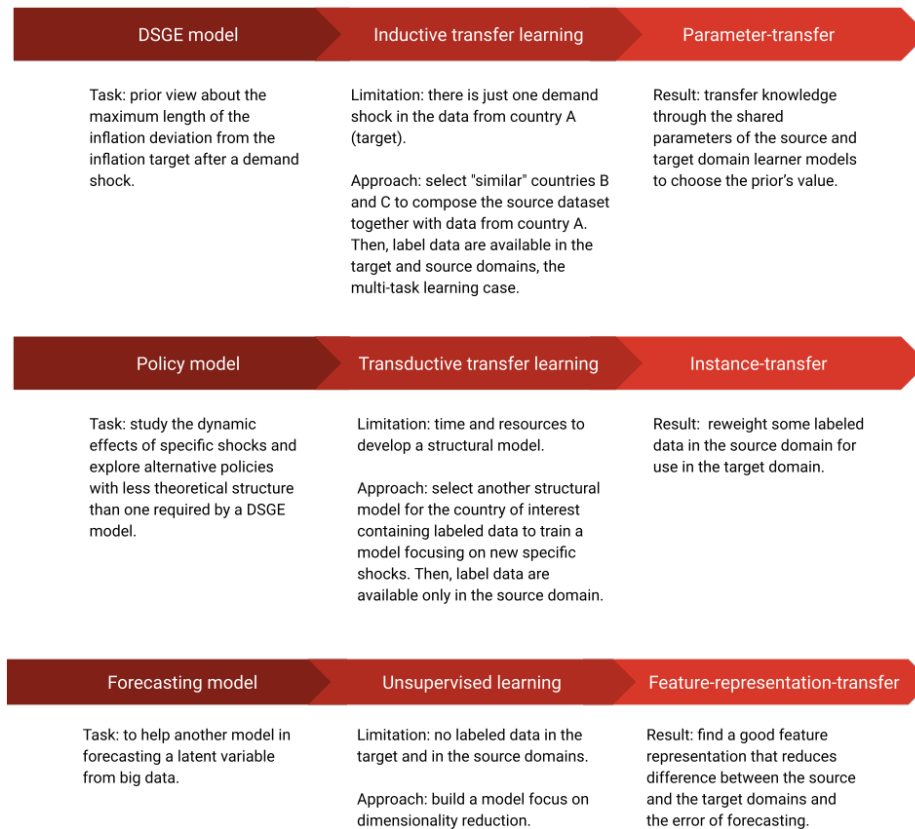 DSGE model
Inductive transfer learning
Parameter-transfer
Task: prior view about the
maximum length of the
inflation deviation from the
inflation target after a demand
shock.
Limitation: there is just one demand
shock in the data from country A
(target).
Approach: select "similar" countries B
and C to compose the source dataset
together with data from country A.
Then, label data are available in the
target and source domains, the
multi-task learning case.
Result: transfer knowledge
through the shared
parameters of the source and
target domain learner models
to choose the prior's value.
Policy model
Transductive transfer learning
Instance-transfer
Task: study the dynamic
effects of specific shocks and
explore alternative policies
with less theoretical structure
than one required by a DSGE
model.
Limitation: time and resources to
develop a structural model.
Approach: select another structural
model for the country of interest
containing labeled data to train a
model focusing on new specific
shocks. Then, label data are
available only in the source domain.
Result: reweight some labeled
data in the source domain for
use in the target domain.
Forecasting model
Unsupervised learning
Feature-representation-transfer
Task: to help another model in
forecasting a latent variable
from big data.
Limitation: no labeled data in the
target and in the source domains.
Approach: build a model focus on
dimensionality reduction.
Result: find a good feature
representation that reduces
difference between the source
and the target domains and
the error of forecasting.